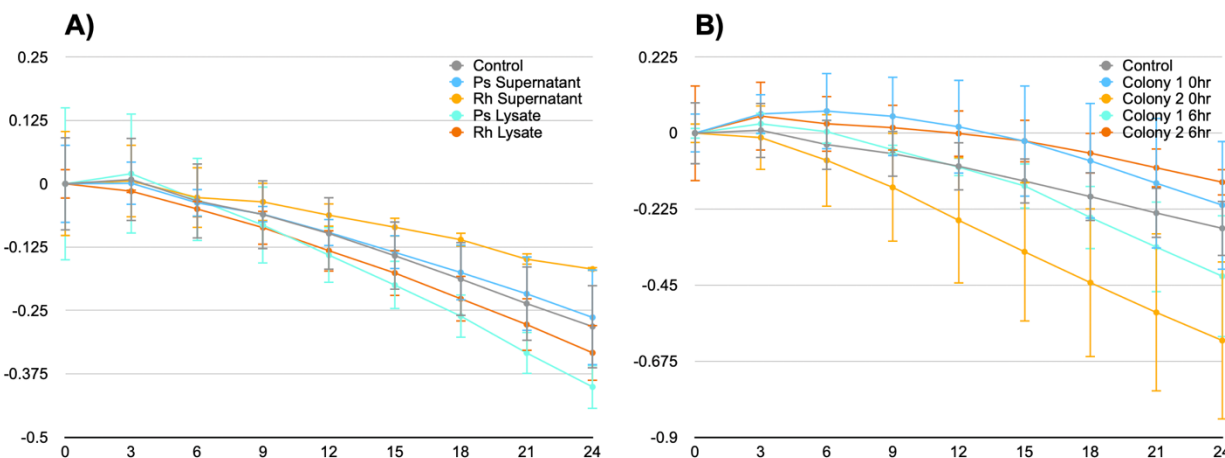 A)
0.25
Control
Ps Supernatant
Rh Supernatant
Ps Lysate
Rh Lysate
0.125
0
-0.125
-0.25
-0.375
-0.5
0 3 6 9 12 15 18 21 24
B)
0.225
Control
Colony 1 0hr
Colony 2 0hr
Colony 1 6hr
Colony 2 6hr
0
-0.225
-0.45
-0.675
-0.9
0 3 6 9 12 15 18 21 24